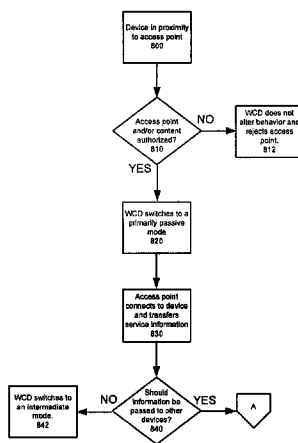 Device in proximity
to access point
800
Access point
and/or content
authorized?
810
NO
WCD does not
alter behavior and
rejects access
point.
812
YES
WCD switches to a
primarily passive
mode
820
Access point
connects to device
and transfers
service information
830
Should
information be
passed to other
devices?
840
NO
YES
WCD switches to
an intermediate
mode.
842
A